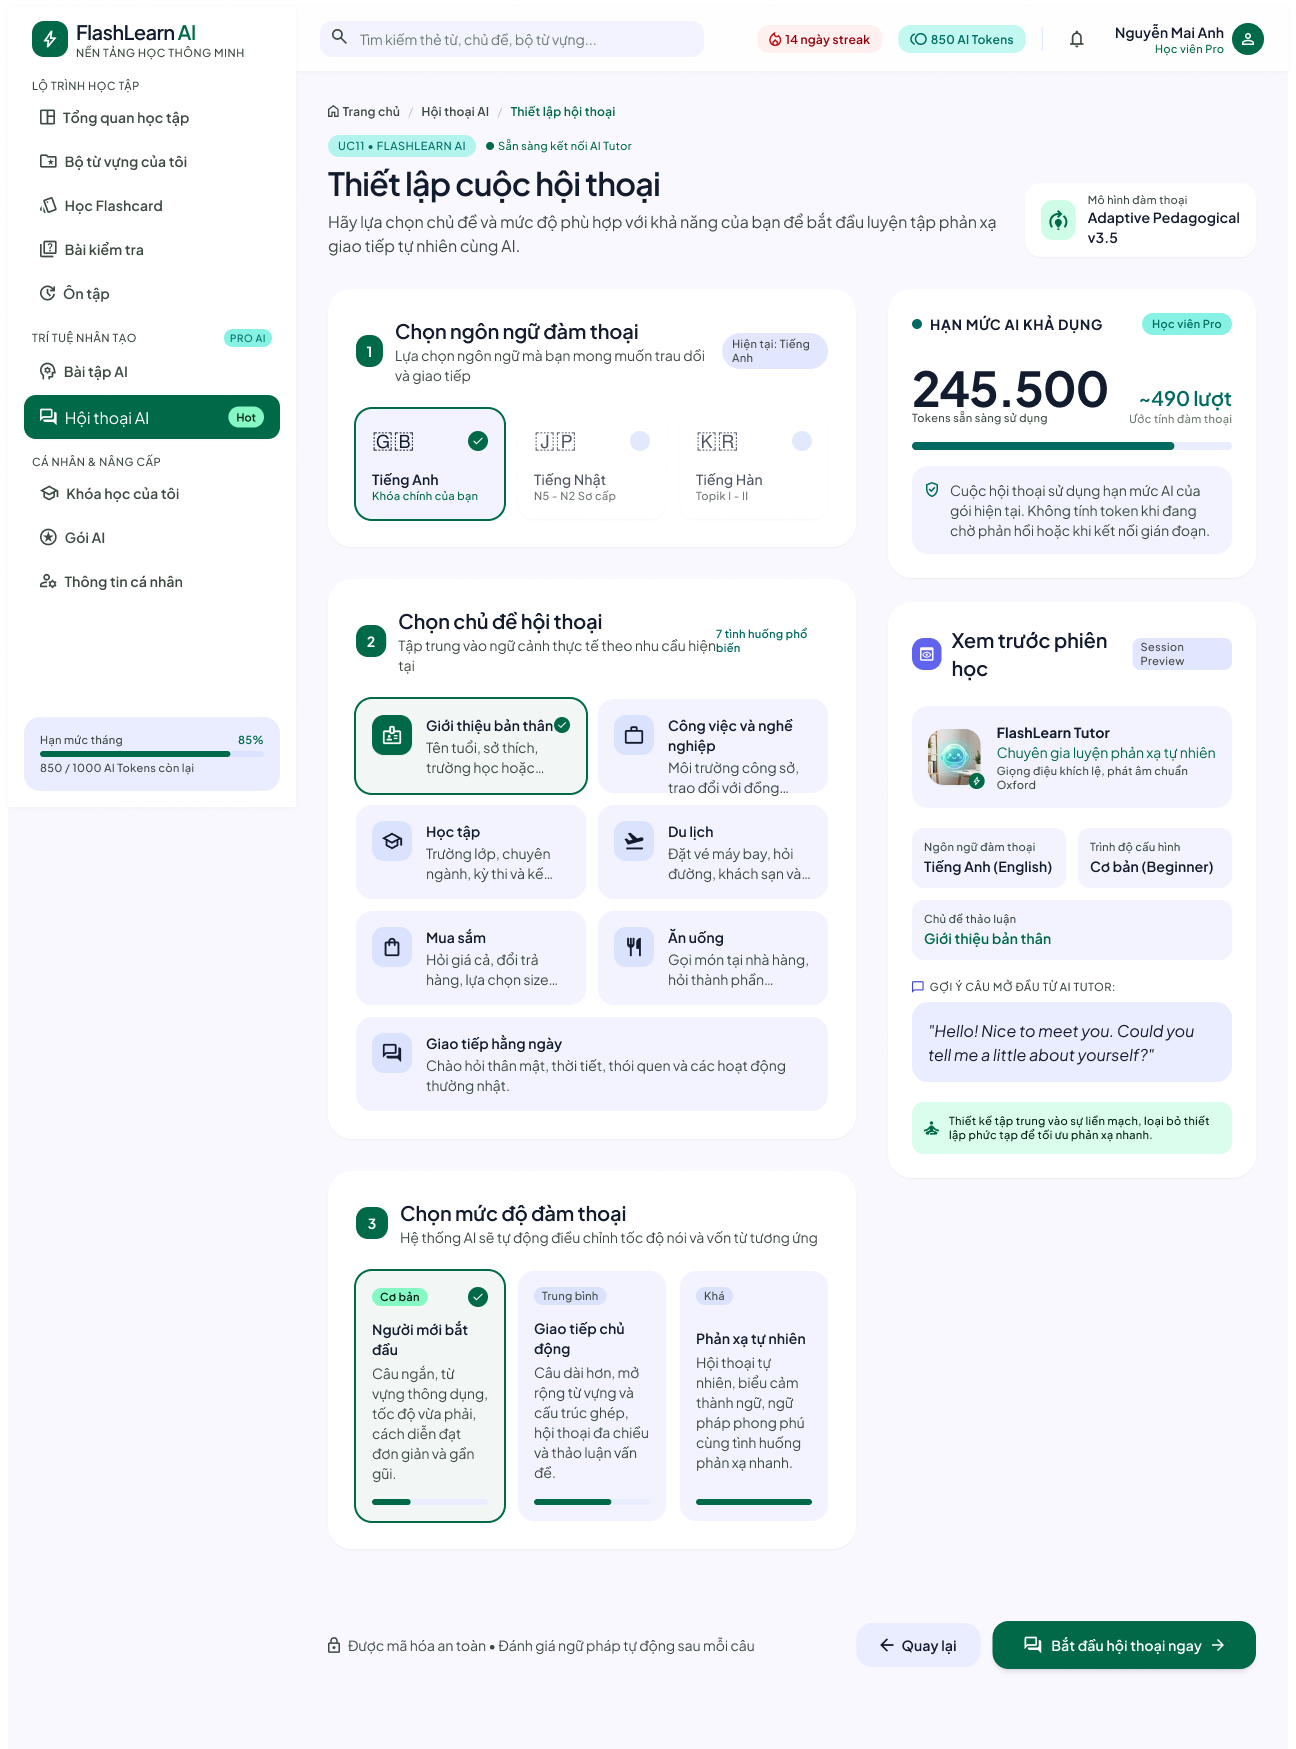 FlashLearn AI
NỀN TẢNG HỌC THÔNG MINH
LỘ TRÌNH HỌC TẬP
Tổng quan học tập
Bộ từ vựng của tôi
Học Flashcard
Bài kiểm tra
Ôn tập
TRÍ TUỆ NHÂN TẠO
PRO AI
Bài tập AI
Hội thoại AI
Hot
CÁ NHÂN & NÂNG CẤP
Khóa học của tôi
Gói AI
Thông tin cá nhân
Hạn mức tháng
85%
850 / 1000 AI Tokens còn lại
Tìm kiếm thẻ từ, chủ đề, bộ từ vựng...
14 ngày streak
850 AI Tokens
Nguyễn Mai Anh
Học viên Pro
Trang chủ / Hội thoại AI / Thiết lập hội thoại
UC11 • FLASHLEARN AI
Sẵn sàng kết nối AI Tutor
Thiết lập cuộc hội thoại
Hãy lựa chọn chủ đề và mức độ phù hợp với khả năng của bạn để bắt đầu luyện tập phản xạ
giao tiếp tự nhiên cùng AI.
Mô hình đàm thoại
Adaptive Pedagogical
v3.5
1
Chọn ngôn ngữ đàm thoại
Lựa chọn ngôn ngữ mà bạn mong muốn trau dồi
và giao tiếp
Hiện tại: Tiếng
Anh
🇬🇧
Tiếng Anh
Khóa chính của bạn
🇯🇵
Tiếng Nhật
N5 - N2 Sơ cấp
🇰🇷
Tiếng Hàn
Topik I - II
2
Chọn chủ đề hội thoại
Tập trung vào ngữ cảnh thực tế theo nhu cầu hiện
tại
7 tình huống phổ
biến
Giới thiệu bản thân
Tên tuổi, sở thích,
trường học hoặc...
Công việc và nghề
nghiệp
Môi trường công sở,
trao đổi với đồng...
Học tập
Trường lớp, chuyên
ngành, kỳ thi và kế...
Du lịch
Đặt vé máy bay, hỏi
đường, khách sạn và...
Mua sắm
Hỏi giá cả, đổi trả
hàng, lựa chọn size...
Ăn uống
Gọi món tại nhà hàng,
hỏi thành phần...
Giao tiếp hằng ngày
Chào hỏi thân mật, thời tiết, thói quen và các hoạt động
thường nhật.
3
Chọn mức độ đàm thoại
Hệ thống AI sẽ tự động điều chỉnh tốc độ nói và vốn từ tương ứng
Cơ bản
Người mới bắt
đầu
Câu ngắn, từ
vựng thông dụng,
tốc độ vừa phải,
cách diễn đạt
đơn giản và gần
gũi.
Trung bình
Giao tiếp chủ
động
Câu dài hơn, mở
rộng từ vựng và
cấu trúc ghép,
hội thoại đa chiều
và thảo luận vấn
đề.
Khá
Phản xạ tự nhiên
Hội thoại tự
nhiên, biểu cảm
thành ngữ, ngữ
pháp phong phú
cùng tình huống
phản xạ nhanh.
HẠN MỨC AI KHẢ DỤNG
Học viên Pro
245.500
Tokens sẵn sàng sử dụng
~490 lượt
Ước tính đàm thoại
Cuộc hội thoại sử dụng hạn mức AI của
gói hiện tại. Không tính token khi đang
chờ phản hồi hoặc khi kết nối gián đoạn.
Xem trước phiên
học
Session
Preview
FlashLearn Tutor
Chuyên gia luyện phản xạ tự nhiên
Giọng điệu khích lệ, phát âm chuẩn
Oxford
Ngôn ngữ đàm thoại
Tiếng Anh (English)
Trình độ cấu hình
Cơ bản (Beginner)
Chủ đề thảo luận
Giới thiệu bản thân
GỢI Ý CÂU MỞ ĐẦU TỪ AI TUTOR:
"Hello! Nice to meet you. Could you
tell me a little about yourself?"
Thiết kế tập trung vào sự liền mạch, loại bỏ thiết
lập phức tạp để tối ưu phản xạ nhanh.
Được mã hóa an toàn • Đánh giá ngữ pháp tự động sau mỗi câu
Quay lại
Bắt đầu hội thoại ngay